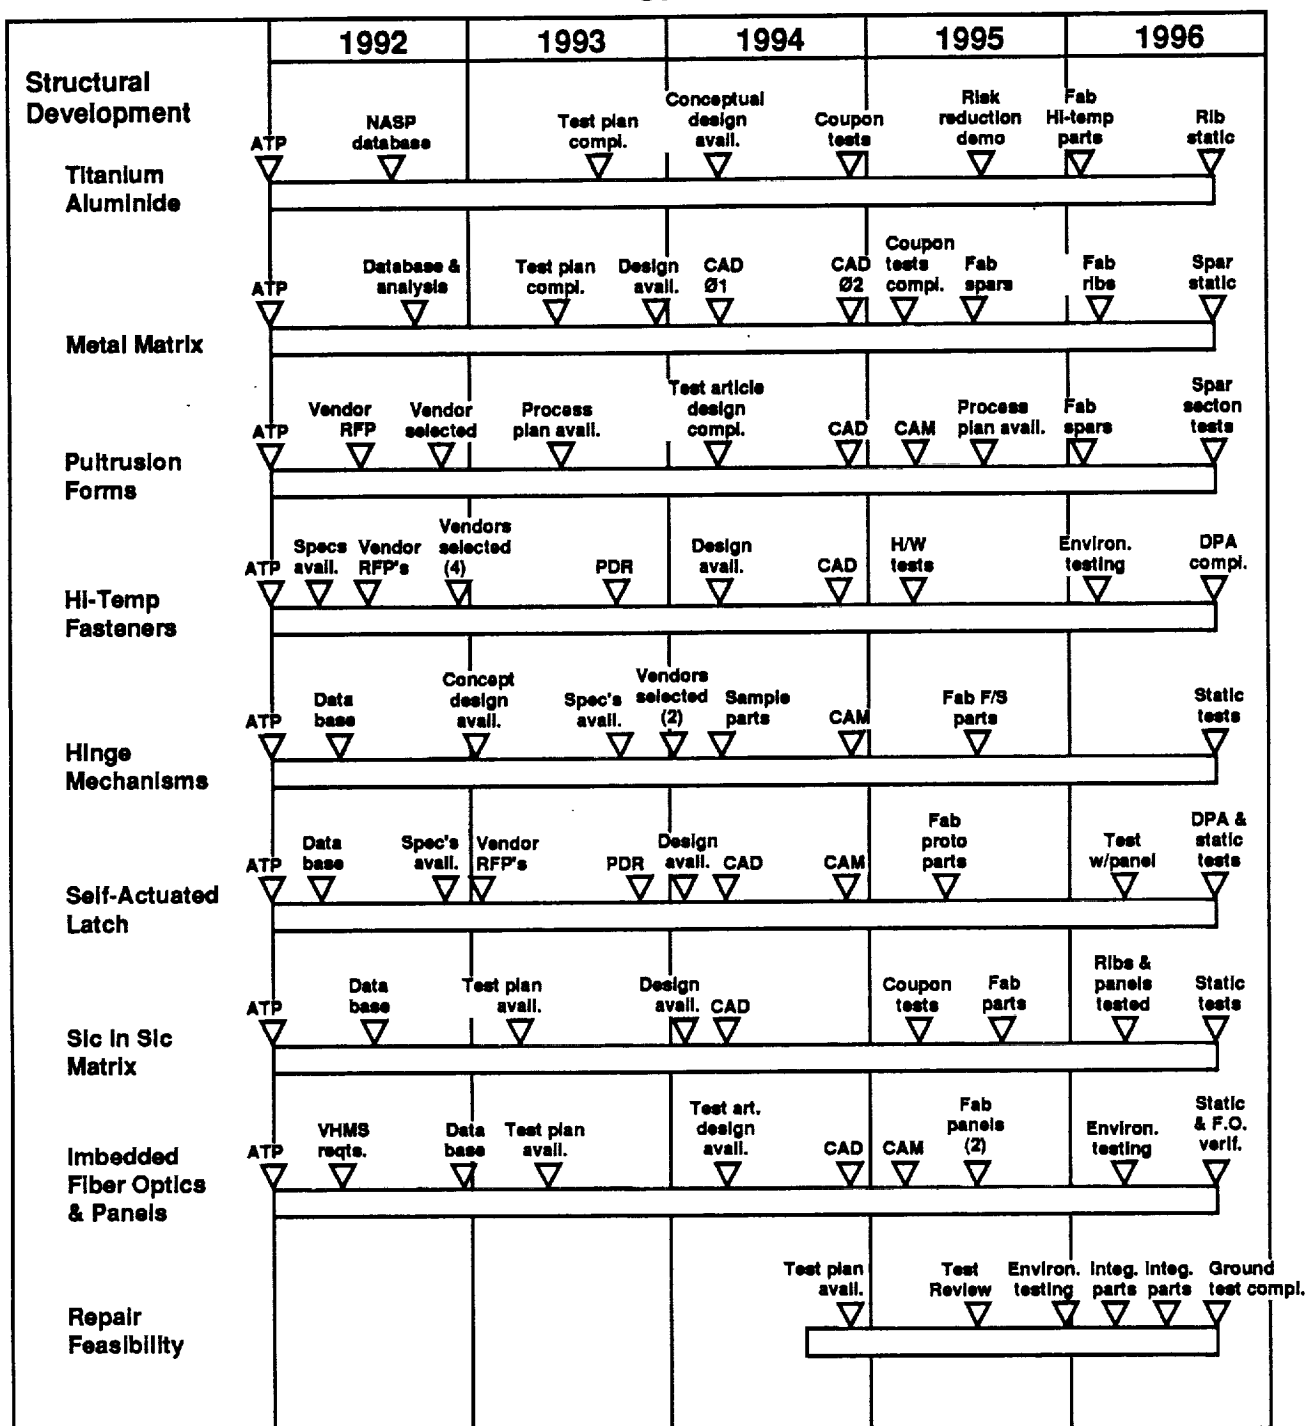 1992 1993 1994 1995 1996
Structural
Development
Titanium
Aluminide
ATP
NASP
database
Test plan
compl.
Conceptual
design
avail.
Coupon
tests
Risk
reduction
demo
Fab
Hi-temp
parts
Rib
static
Metal Matrix
ATP
Database &
analysis
Test plan
compl.
Design
avail.
CAD
Ø1
CAD
Ø2
Coupon
tests
compl.
Fab
spars
Fab
ribs
Spar
static
Pultrusion
Forms
ATP
Vendor
RFP
Vendor
selected
Process
plan avail.
Test article
design
compl.
CAD
CAM
Process
plan avail.
Fab
spars
Spar
secton
tests
Hi-Temp
Fasteners
ATP
Specs
avail.
Vendor
RFP's
Vendors
selected
(4)
PDR
Design
avail.
CAD
H/W
tests
Environ.
testing
DPA
compl.
Hinge
Mechanisms
ATP
Data
base
Concept
design
avail.
Spec's
avail.
Vendors
selected
(2)
Sample
parts
CAM
Fab F/S
parts
Static
tests
Self-Actuated
Latch
ATP
Data
base
Spec's
avail.
Vendor
RFP's
PDR
Design
avail.
CAD
CAM
Fab
proto
parts
Test
w/panel
DPA &
static
tests
Sic in Sic
Matrix
ATP
Data
base
Test plan
avail.
Design
avail.
CAD
Coupon
tests
Fab
parts
Ribs &
panels
tested
Static
tests
Imbedded
Fiber Optics
& Panels
ATP
VHMS
reqts.
Data
base
Test plan
avail.
Test art.
design
avail.
CAD
CAM
Fab
panels
(2)
Environ.
testing
Static
& F.O.
verif.
Repair
Feasibility
Test plan
avail.
Test
Review
Environ.
testing
Integ.
parts
Integ.
parts
Ground
test compl.